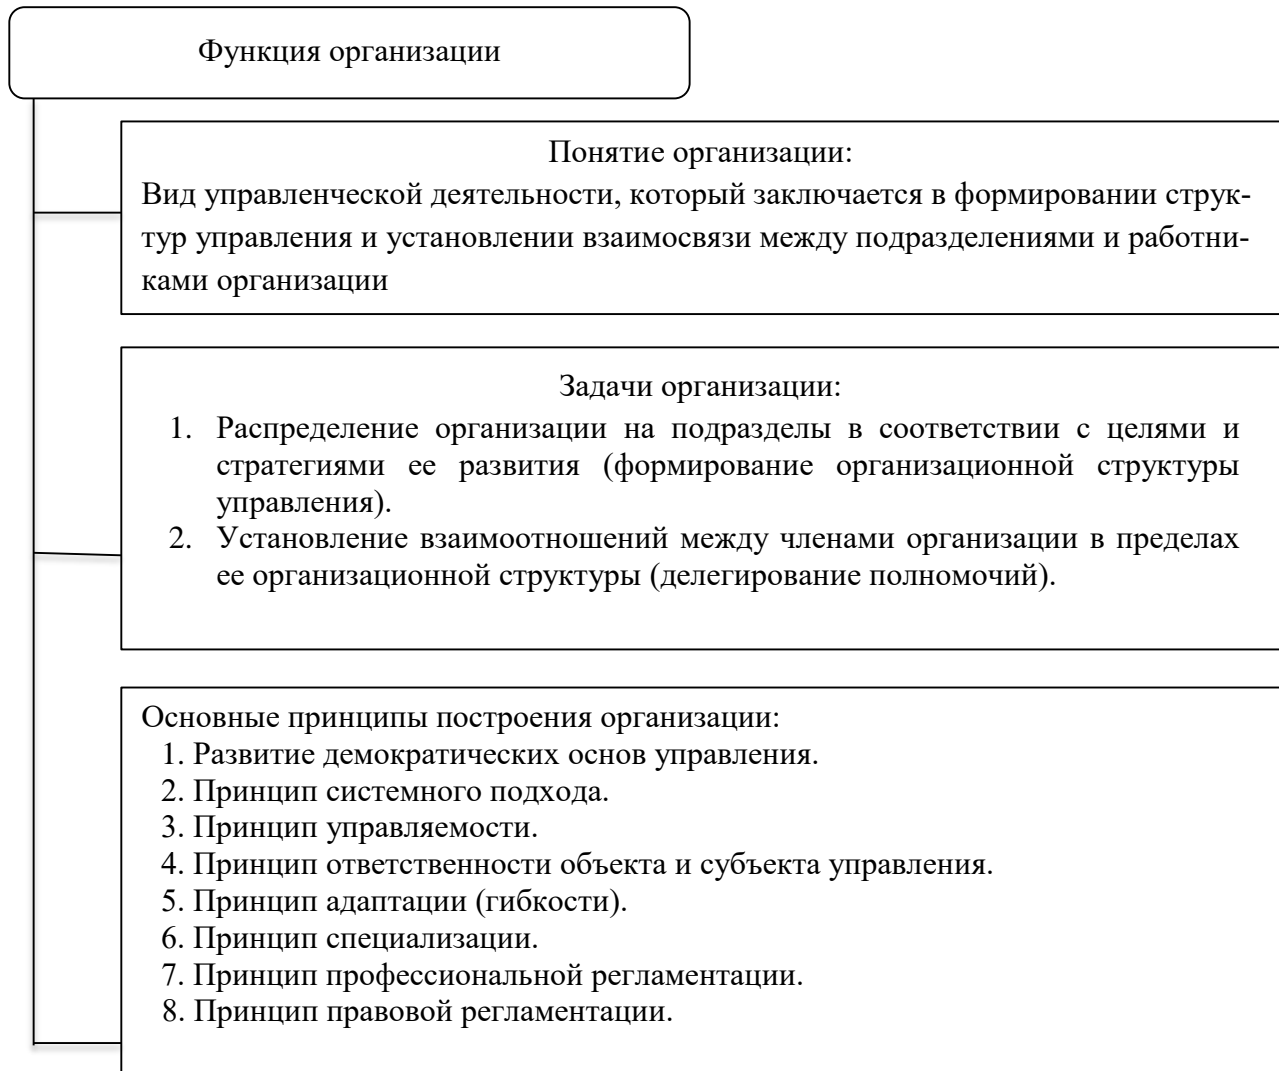 Функция организации
Понятие организации:
Вид управленческой деятельности, который заключается в формировании струк-
тур управления и установлении взаимосвязи между подразделениями и работни-
ками организации
Задачи организации:
1. Распределение организации на подразделы в соответствии с целями и
стратегиями ее развития (формирование организационной структуры
управления).
2. Установление взаимоотношений между членами организации в пределах
ее организационной структуры (делегирование полномочий).
Основные принципы построения организации:
1. Развитие демократических основ управления.
2. Принцип системного подхода.
3. Принцип управляемости.
4. Принцип ответственности объекта и субъекта управления.
5. Принцип адаптации (гибкости).
6. Принцип специализации.
7. Принцип профессиональной регламентации.
8. Принцип правовой регламентации.